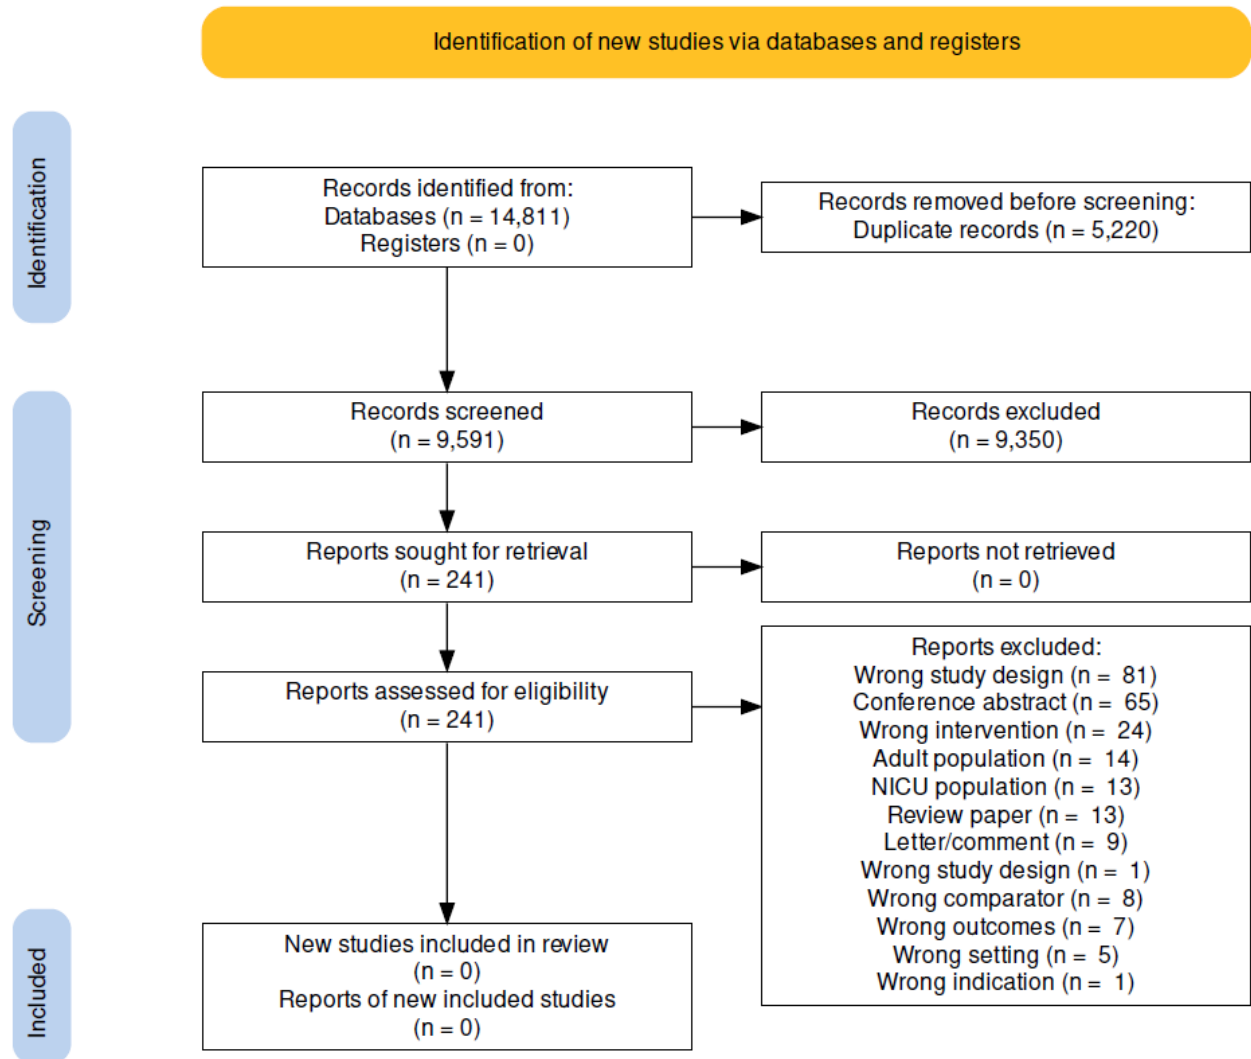 Identification of new studies via databases and registers
Identification
Records identified from:
Databases (n = 14,811)
Registers (n = 0)
Records removed before screening:
Duplicate records (n = 5,220)
Screening
Records screened
(n = 9,591)
Records excluded
(n = 9,350)
Reports sought for retrieval
(n = 241)
Reports not retrieved
(n = 0)
Reports assessed for eligibility
(n = 241)
Reports excluded:
Wrong study design (n =  81)
Conference abstract (n =  65)
Wrong intervention (n =  24)
Adult population (n =  14)
NICU population (n =  13)
Review paper (n =  13)
Letter/comment (n =  9)
Wrong study design (n =  1)
Wrong comparator (n =  8)
Wrong outcomes (n =  7)
Wrong setting (n =  5)
Wrong indication (n =  1)
Included
New studies included in review
(n = 0)
Reports of new included studies
(n = 0)